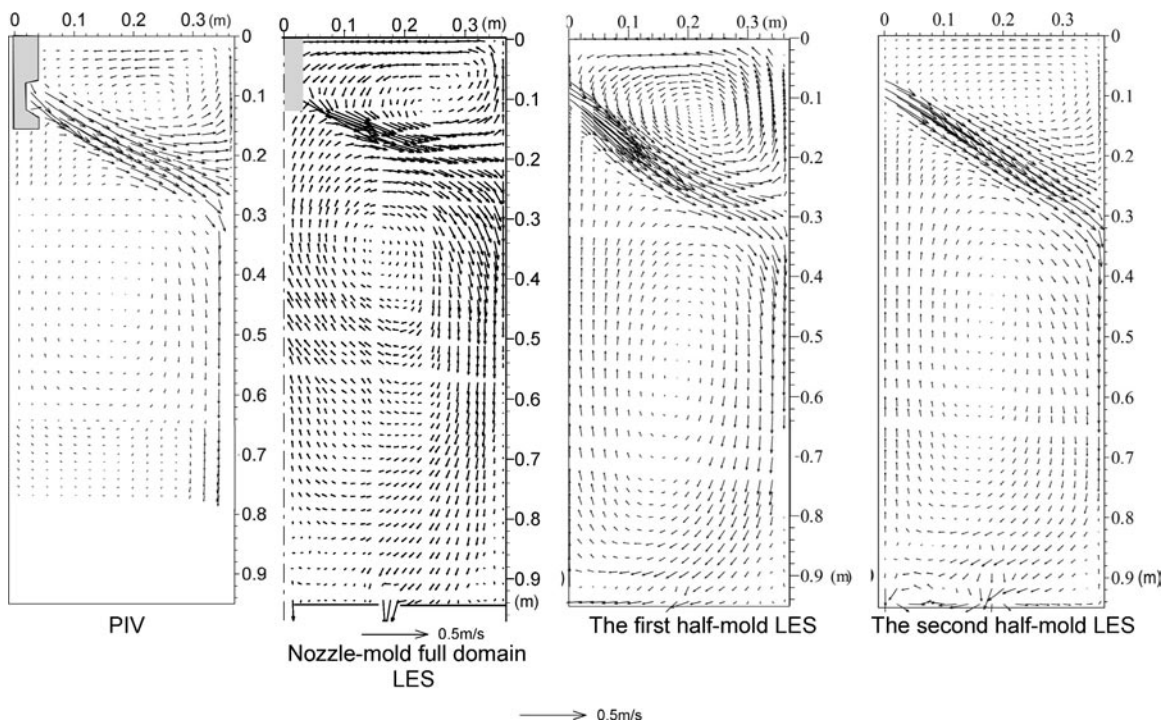 0 0.1 0.2 0.3 (m)
0
0.1
0.2
0.3
0.4
0.5
0.6
0.7
0.8
0.9
PIV
0 0.1 0.2 0.3 (m)
0
0.1
0.2
0.3
0.4
0.5
0.6
0.7
0.8
0.9
(m)
0.5m/s
Nozzle-mold full domain
LES
0.1 0.2 0.3 (m)
0
0.1
0.2
0.3
0.4
0.5
0.6
0.7
0.8
0.9 (m)
)
The first half-mold LES
0 0.1 0.2 0.3
0
0.1
0.2
0.3
0.4
0.5
0.6
0.7
0.8
0.9 (m)
)
The second half-mold LES
0.5m/s